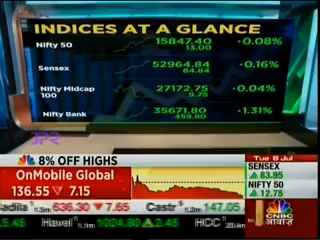 INDICES AT A GLANCE
Nifty 50 15847.40 -0.08%
13.00
Sensex 52964.84 -0.16%
84.84
Nifty Midcap 100 27172.75 -0.04%
9.75
Nifty Bank 35671.80 -1.31%
459.80
JPR
8% OFF HIGHS
OnMobile Global
136.55 ▼ 7.15
Tue 6 Jul
SENSEX
▲ 83.95
NIFTY 50
▲ 12.75
CNBC
आवाज़
636.30 ▼ 7.65 Castr 147.05
Hawell 1024.80 ▲ 2.45 HCC